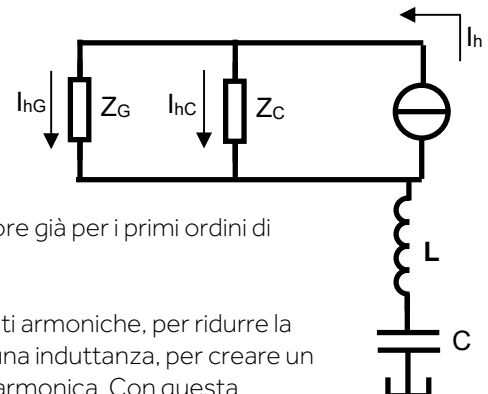 Ih
IhG
ZG
IhC
ZC
ore già per i primi ordini di
L
ti armoniche, per ridurre la
una induttanza, per creare un
C
armonica. Con questa